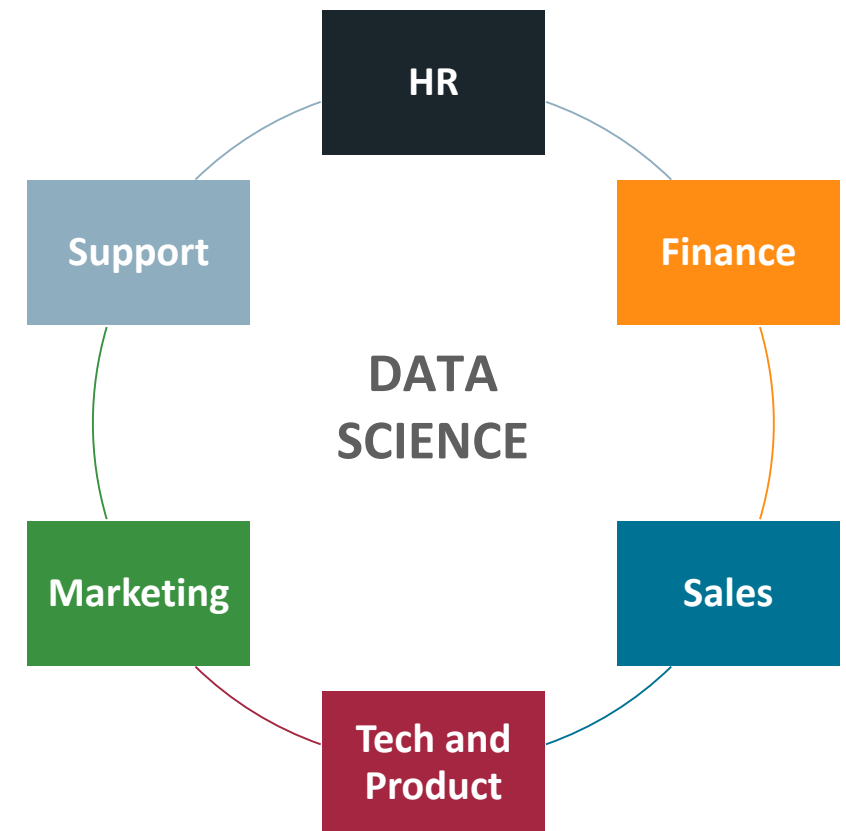 HR
Support
Finance
DATA
SCIENCE
Marketing
Sales
Tech and
Product